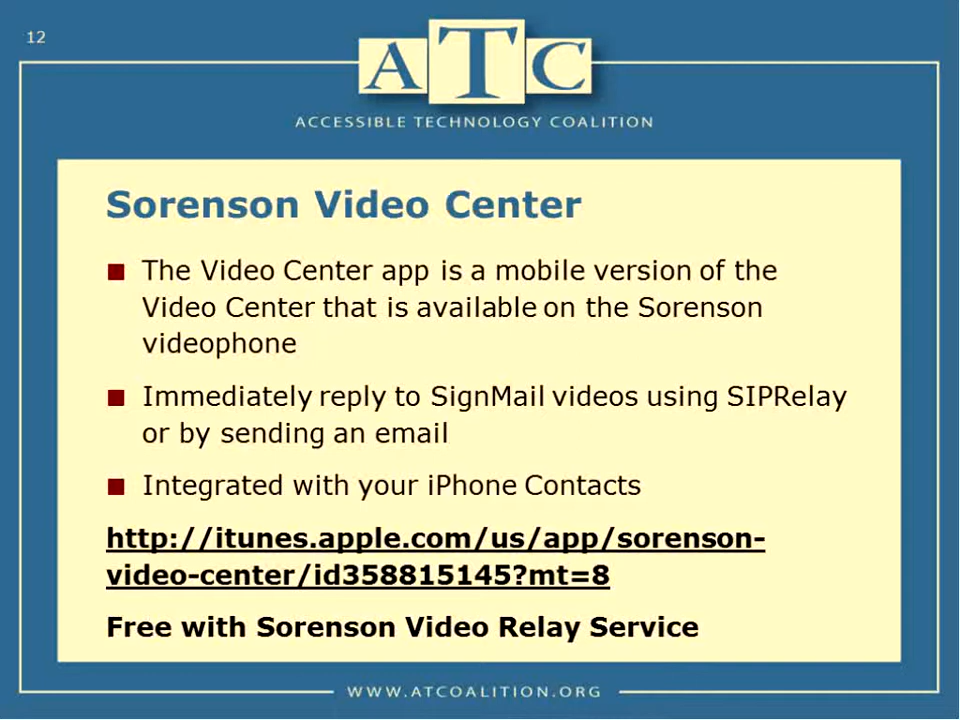 12
ATC
ACCESSIBLE TECHNOLOGY COALITION
Sorenson Video Center
■ The Video Center app is a mobile version of the
Video Center that is available on the Sorenson
videophone
■ Immediately reply to SignMail videos using SIPRelay
or by sending an email
■ Integrated with your iPhone Contacts
http://itunes.apple.com/us/app/sorenson-
video-center/id358815145?mt=8
Free with Sorenson Video Relay Service
WWW.ATCOALITION.ORG